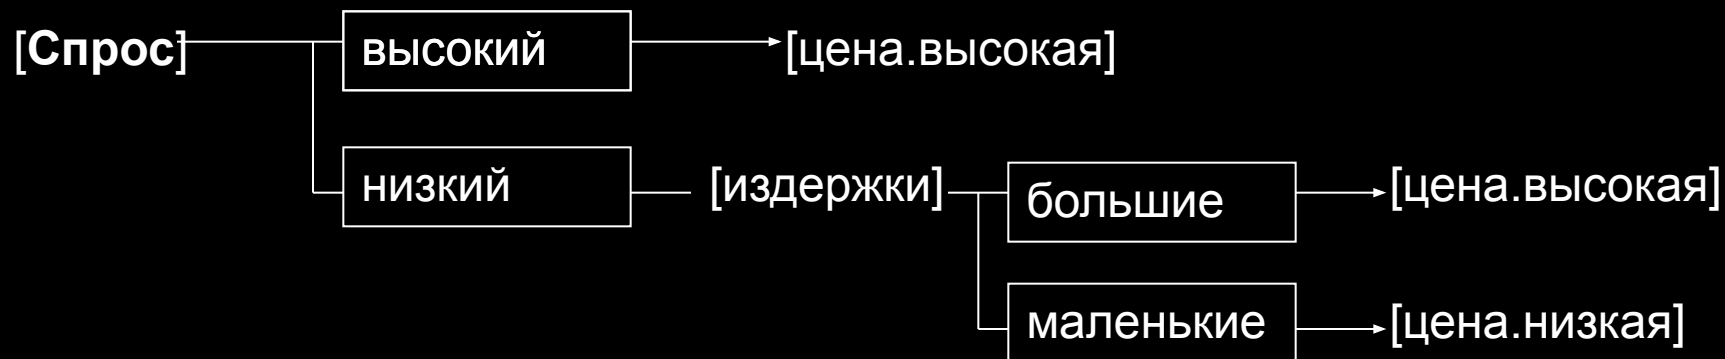 [Спрос] высокий [цена.высокая]
низкий [издержки] большие [цена.высокая]
маленькие [цена.низкая]